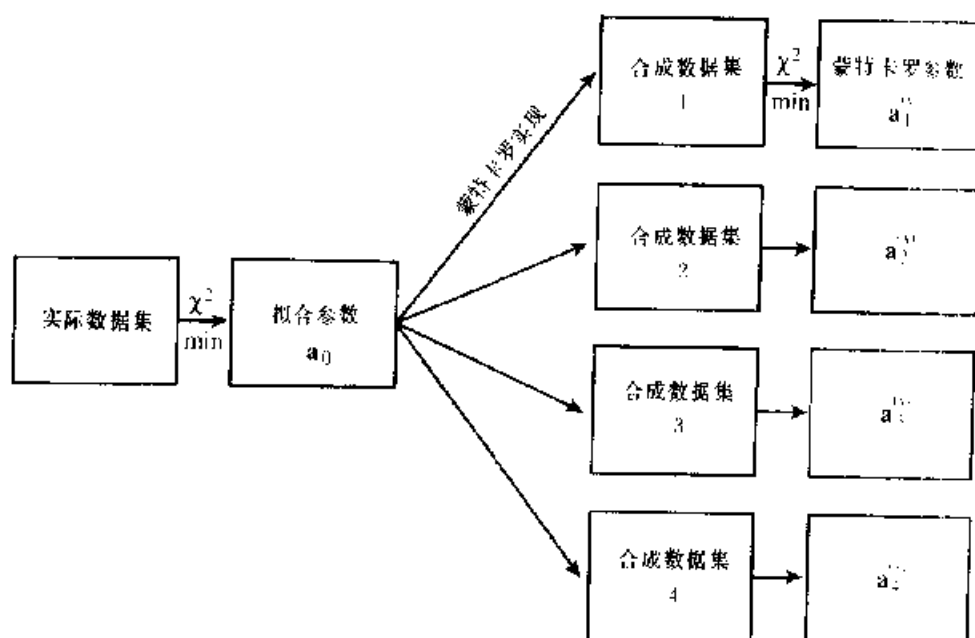 合成数据集
1
χ²
min
蒙特卡罗参数
蒙特卡罗实现
合成数据集
2
实际数据集
χ²
min
拟合参数
a₀
合成数据集
3
合成数据集
4